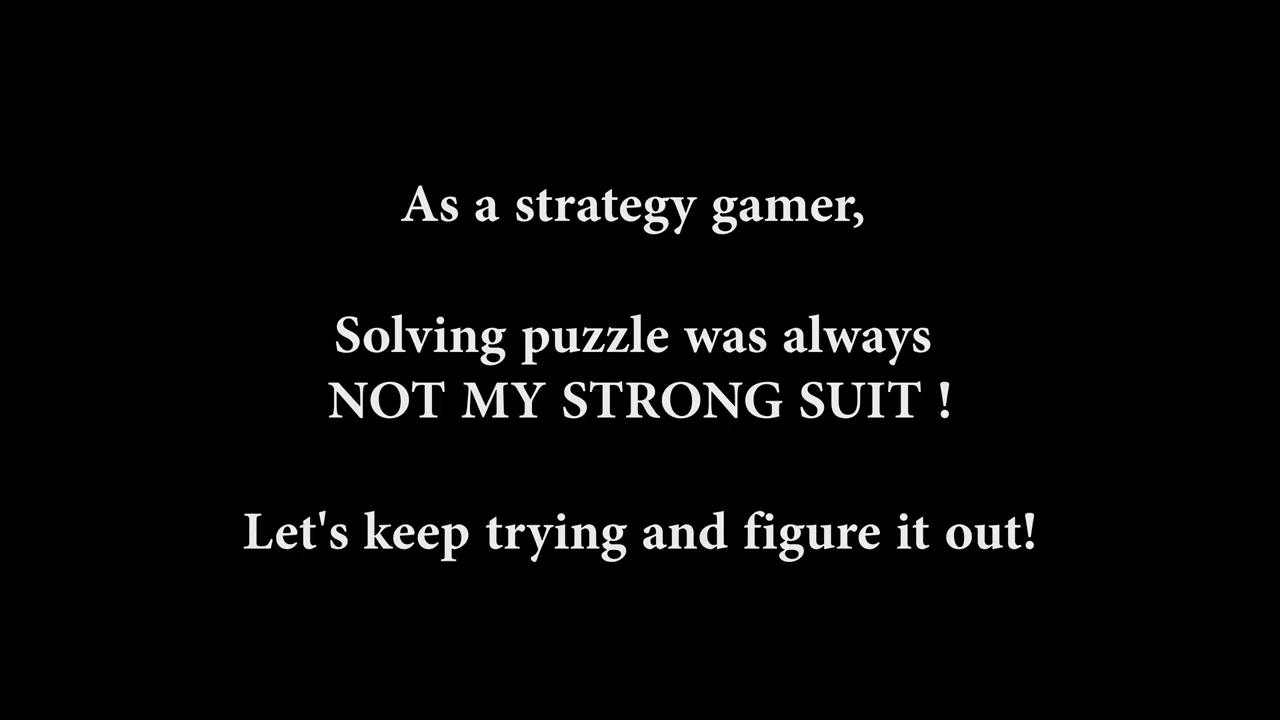 As a strategy gamer,
Solving puzzle was always
NOT MY STRONG SUIT !
Let's keep trying and figure it out!